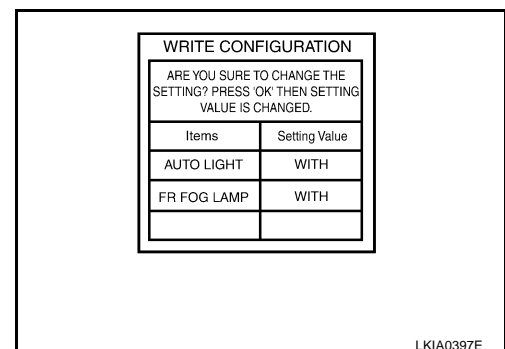 WRITE CONFIGURATION
ARE YOU SURE TO CHANGE THE
SETTING? PRESS 'OK' THEN SETTING
VALUE IS CHANGED.
Items Setting Value
AUTO LIGHT WITH
FR FOG LAMP WITH
LKIA0397E